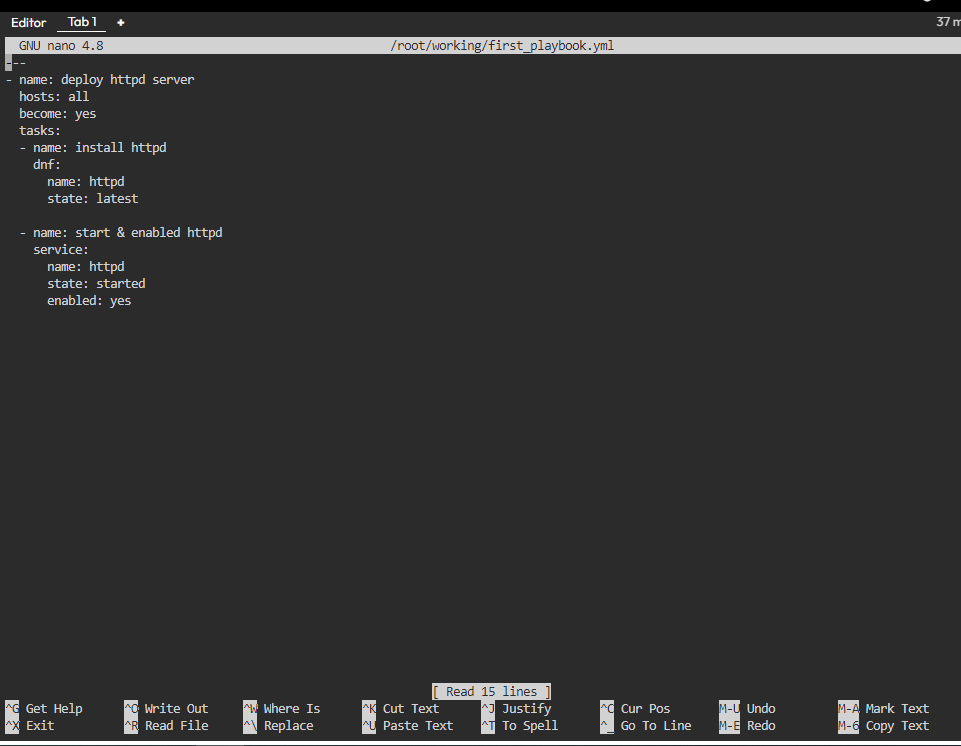 Editor Tab 1 + 37 m
GNU nano 4.8 /root/working/first_playbook.yml
---
- name: deploy httpd server
  hosts: all
  become: yes
  tasks:
  - name: install httpd
    dnf:
      name: httpd
      state: latest

  - name: start & enabled httpd
    service:
      name: httpd
      state: started
      enabled: yes
[ Read 15 lines ]
^G Get Help ^O Write Out ^W Where Is ^K Cut Text ^J Justify ^C Cur Pos M-U Undo M-A Mark Text
^X Exit ^R Read File ^\ Replace ^U Paste Text ^T To Spell ^_ Go To Line M-E Redo M-6 Copy Text